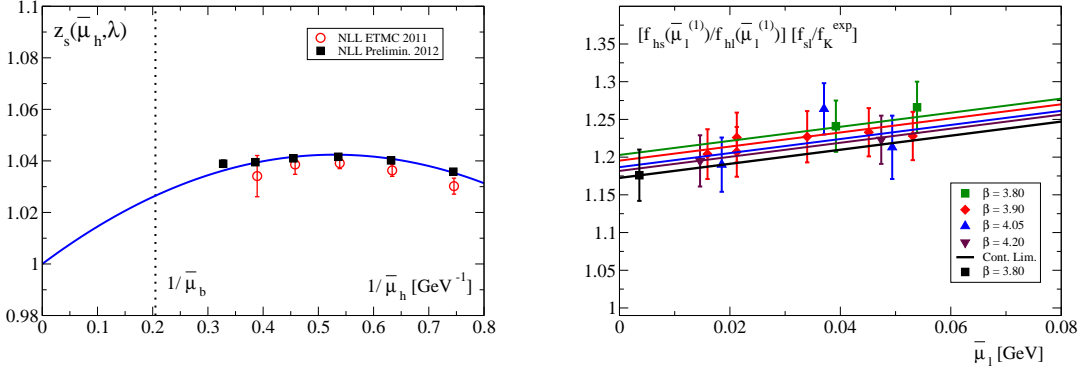 z_s(μ̅_h,λ)
NLL ETMC 2011
NLL Prelimin. 2012
1.1
1.08
1.06
1.04
1.02
1
0.98
1/ μ̅_b
1/ μ̅_h [GeV⁻¹]
0 0.1 0.2 0.3 0.4 0.5 0.6 0.7 0.8
[f_hs(μ̅_l^(1))/f_hl(μ̅_l^(1))] [f_sl/f_K^exp]
1.35
1.3
1.25
1.2
1.15
1.1
1.05
1
β = 3.80
β = 3.90
β = 4.05
β = 4.20
Cont. Lim.
β = 3.80
0 0.02 0.04 0.06 0.08
μ̅_l [GeV]